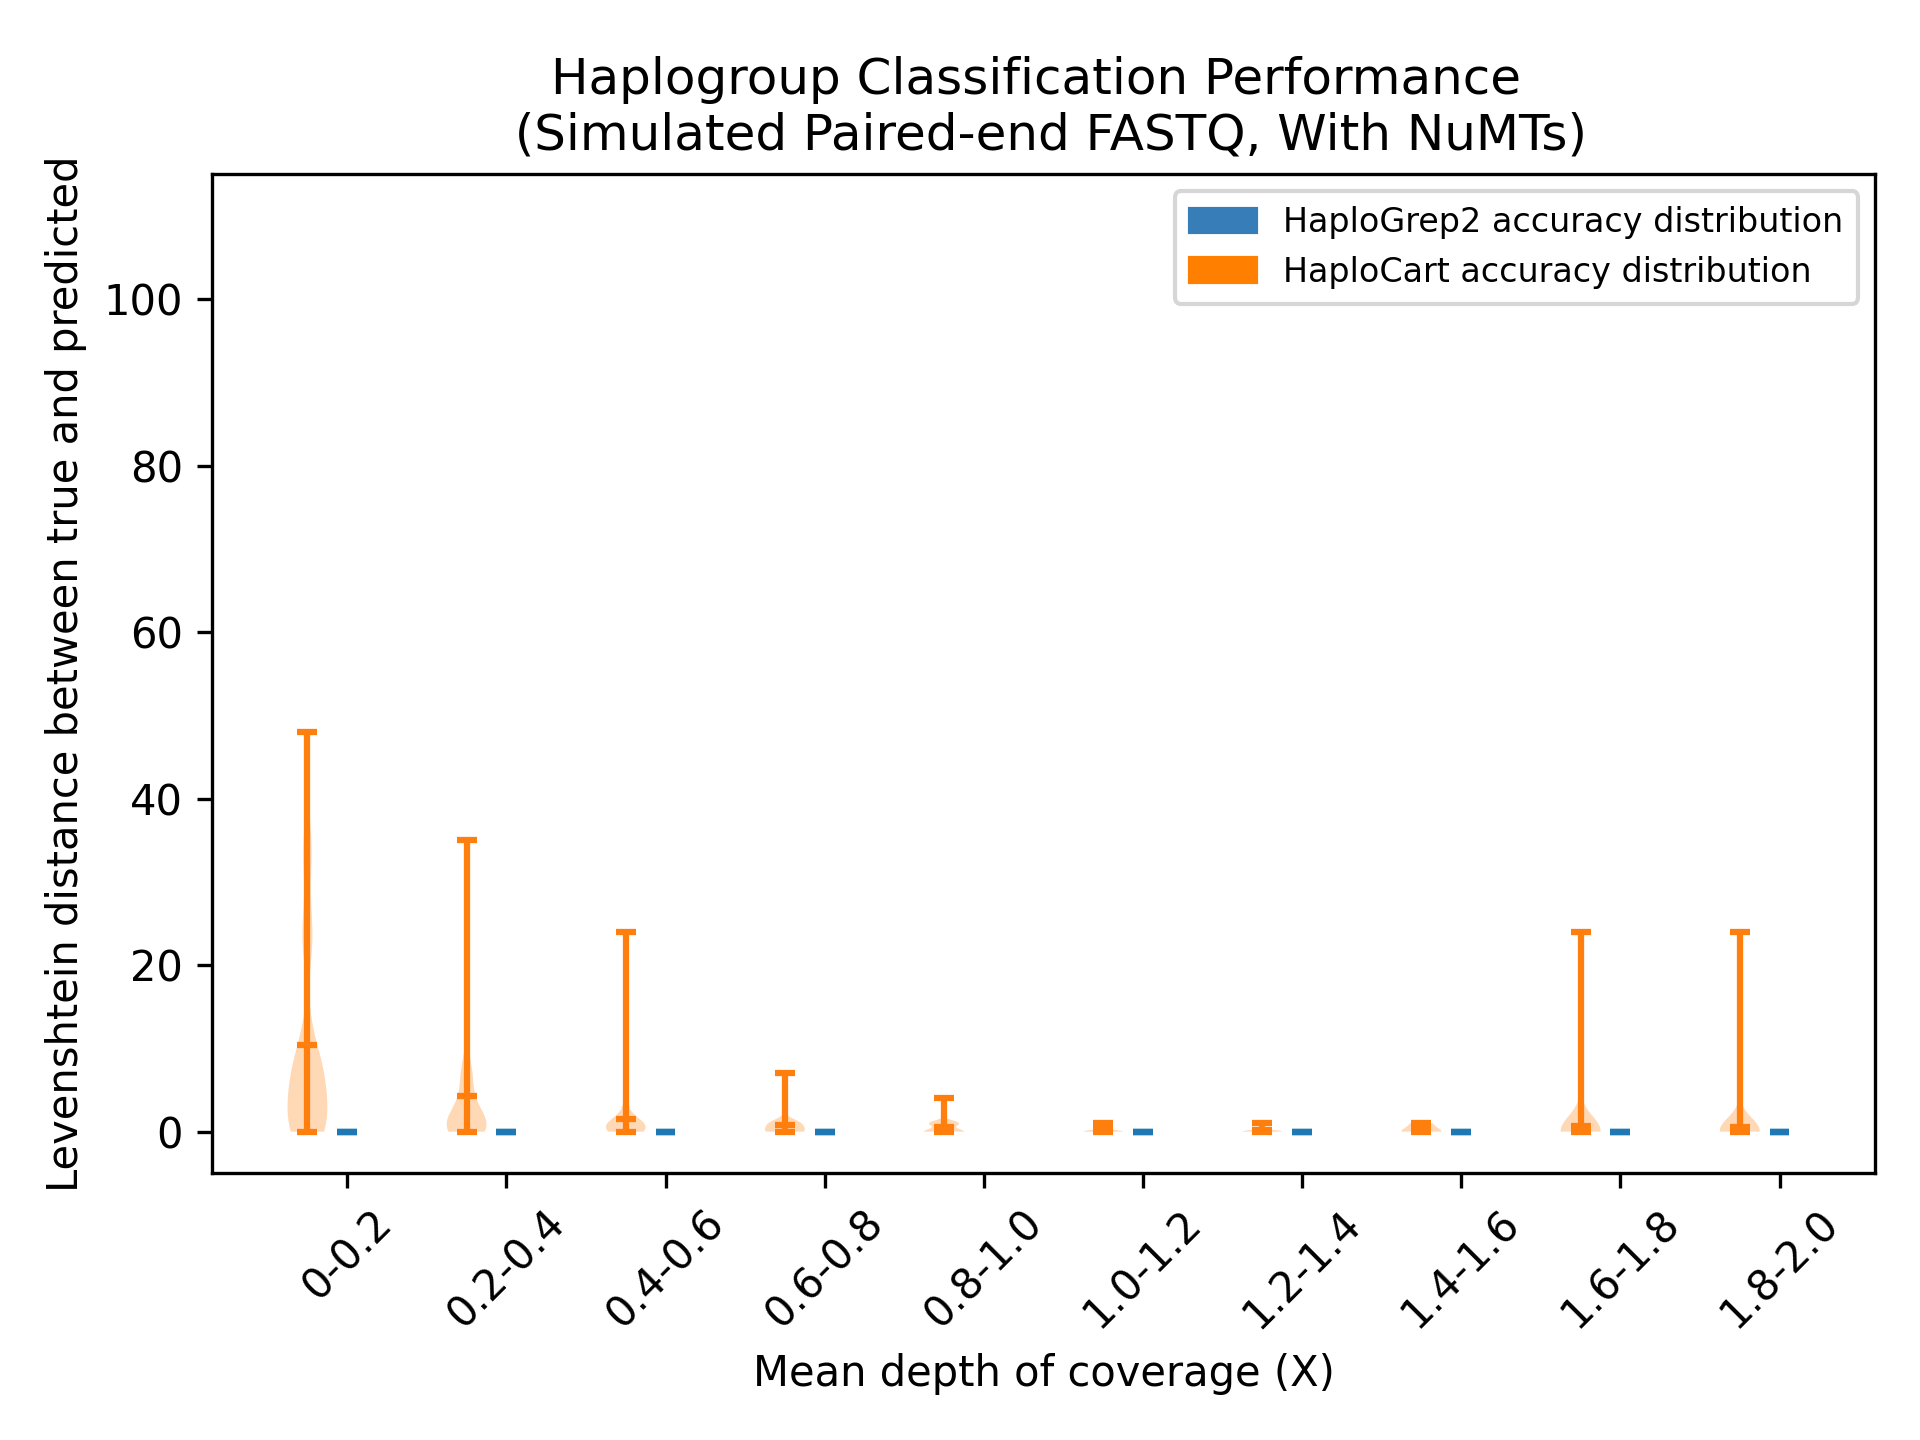 Haplogroup Classification Performance
(Simulated Paired-end FASTQ, With NuMTs)
HaploGrep2 accuracy distribution
HaploCart accuracy distribution
Levenshtein distance between true and predicted
100
80
60
40
20
0
0-0.2
0.2-0.4
0.4-0.6
0.6-0.8
0.8-1.0
1.0-1.2
1.2-1.4
1.4-1.6
1.6-1.8
1.8-2.0
Mean depth of coverage (X)